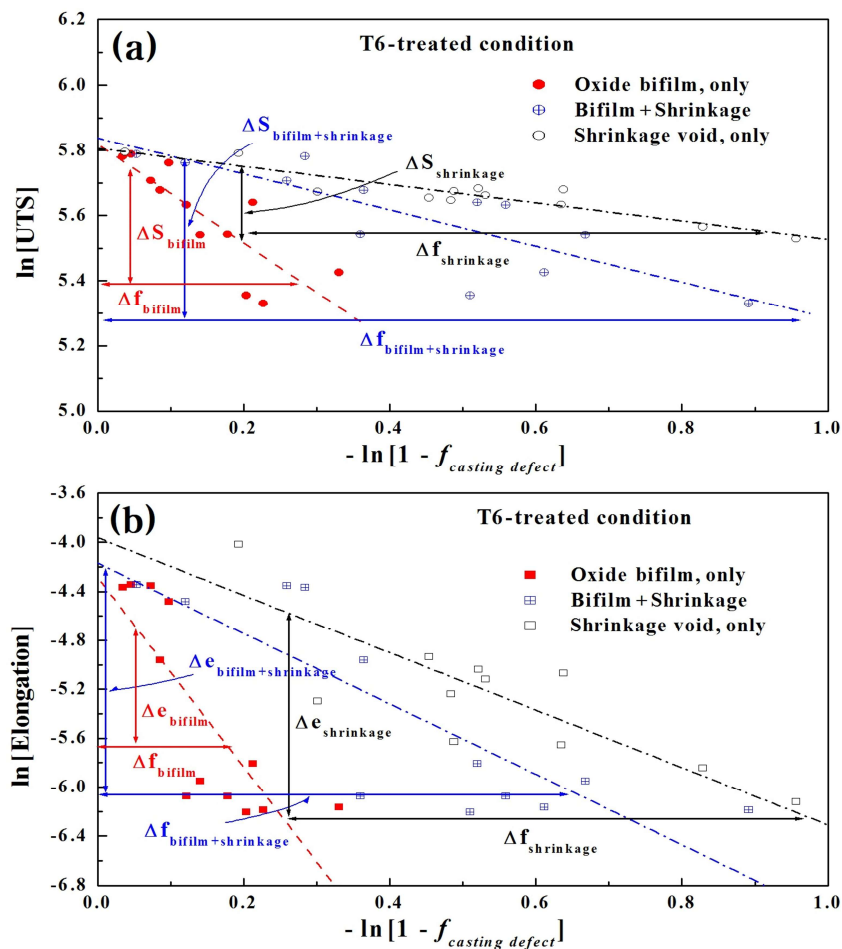 (a)
T6-treated condition
Oxide bifilm, only
Bifilm + Shrinkage
Shrinkage void, only
ΔS bifilm+shrinkage
ΔS shrinkage
ΔS bifilm
Δf shrinkage
Δf bifilm
Δf bifilm+shrinkage
ln [UTS]
6.2
6.0
5.8
5.6
5.4
5.2
5.0
0.0 0.2 0.4 0.6 0.8 1.0
- ln [1 - f casting defect]
(b)
T6-treated condition
Oxide bifilm, only
Bifilm + Shrinkage
Shrinkage void, only
Δe bifilm+shrinkage
Δe bifilm
Δe shrinkage
Δf bifilm
Δf bifilm+shrinkage
Δf shrinkage
ln [Elongation]
-3.6
-4.0
-4.4
-4.8
-5.2
-5.6
-6.0
-6.4
-6.8
0.0 0.2 0.4 0.6 0.8 1.0
- ln [1 - f casting defect]